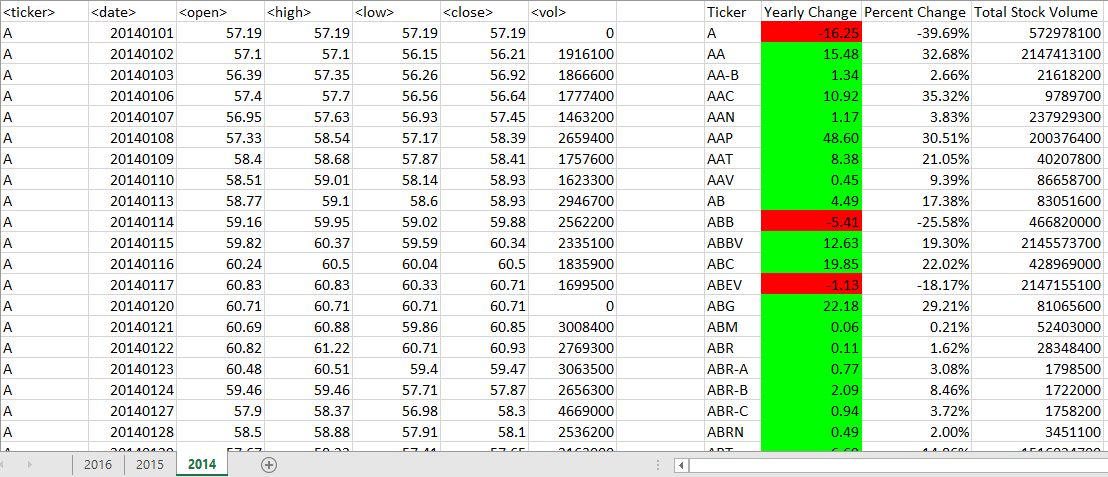 <ticker> <date> <open> <high> <low> <close> <vol> Ticker Yearly Change Percent Change Total Stock Volume
A 20140101 57.19 57.19 57.19 57.19 0 A -16.25 -39.69% 572978100
A 20140102 57.1 57.1 56.15 56.21 1916100 AA 15.48 32.68% 2147413100
A 20140103 56.39 57.35 56.26 56.92 1866600 AA-B 1.34 2.66% 21618200
A 20140106 57.4 57.7 56.56 56.64 1777400 AAC 10.92 35.32% 9789700
A 20140107 56.95 57.63 56.93 57.45 1463200 AAN 1.17 3.83% 237929300
A 20140108 57.33 58.54 57.17 58.39 2659400 AAP 48.60 30.51% 200376400
A 20140109 58.4 58.68 57.87 58.41 1757600 AAT 8.38 21.05% 40207800
A 20140110 58.51 59.01 58.14 58.93 1623300 AAV 0.45 9.39% 86658700
A 20140113 58.77 59.1 58.6 58.93 2946700 AB 4.49 17.38% 83051600
A 20140114 59.16 59.95 59.02 59.88 2562200 ABB -5.41 -25.58% 466820000
A 20140115 59.82 60.37 59.59 60.34 2335100 ABBV 12.63 19.30% 2145573700
A 20140116 60.24 60.5 60.04 60.5 1835900 ABC 19.85 22.02% 428969000
A 20140117 60.83 60.83 60.33 60.71 1699500 ABEV -1.13 -18.17% 2147155100
A 20140120 60.71 60.71 60.71 60.71 0 ABG 22.18 29.21% 81065600
A 20140121 60.69 60.88 59.86 60.85 3008400 ABM 0.06 0.21% 52403000
A 20140122 60.82 61.22 60.71 60.93 2769300 ABR 0.11 1.62% 28348400
A 20140123 60.48 60.51 59.4 59.47 3063500 ABR-A 0.77 3.08% 1798500
A 20140124 59.46 59.46 57.71 57.87 2656300 ABR-B 2.09 8.46% 1722000
A 20140127 57.9 58.37 56.98 58.3 4669000 ABR-C 0.94 3.72% 1758200
A 20140128 58.5 58.88 57.91 58.1 2536200 ABRN 0.49 2.00% 3451100
2016 2015 2014